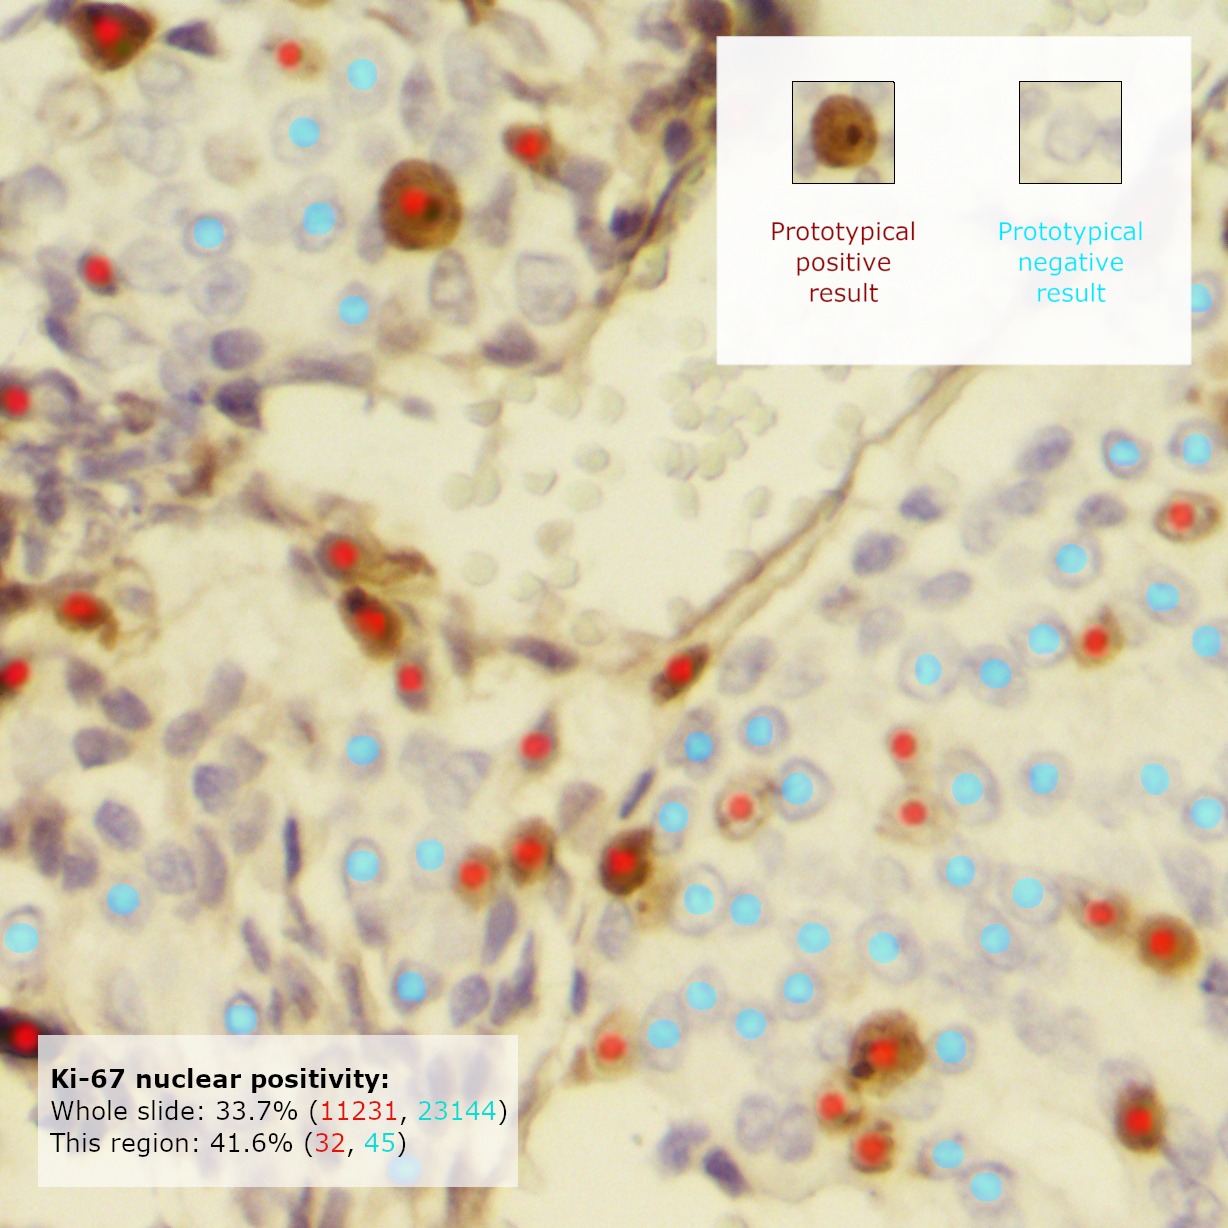 Prototypical
positive
result
Prototypical
negative
result
Ki-67 nuclear positivity:
Whole slide: 33.7% (11231, 23144)
This region: 41.6% (32, 45)